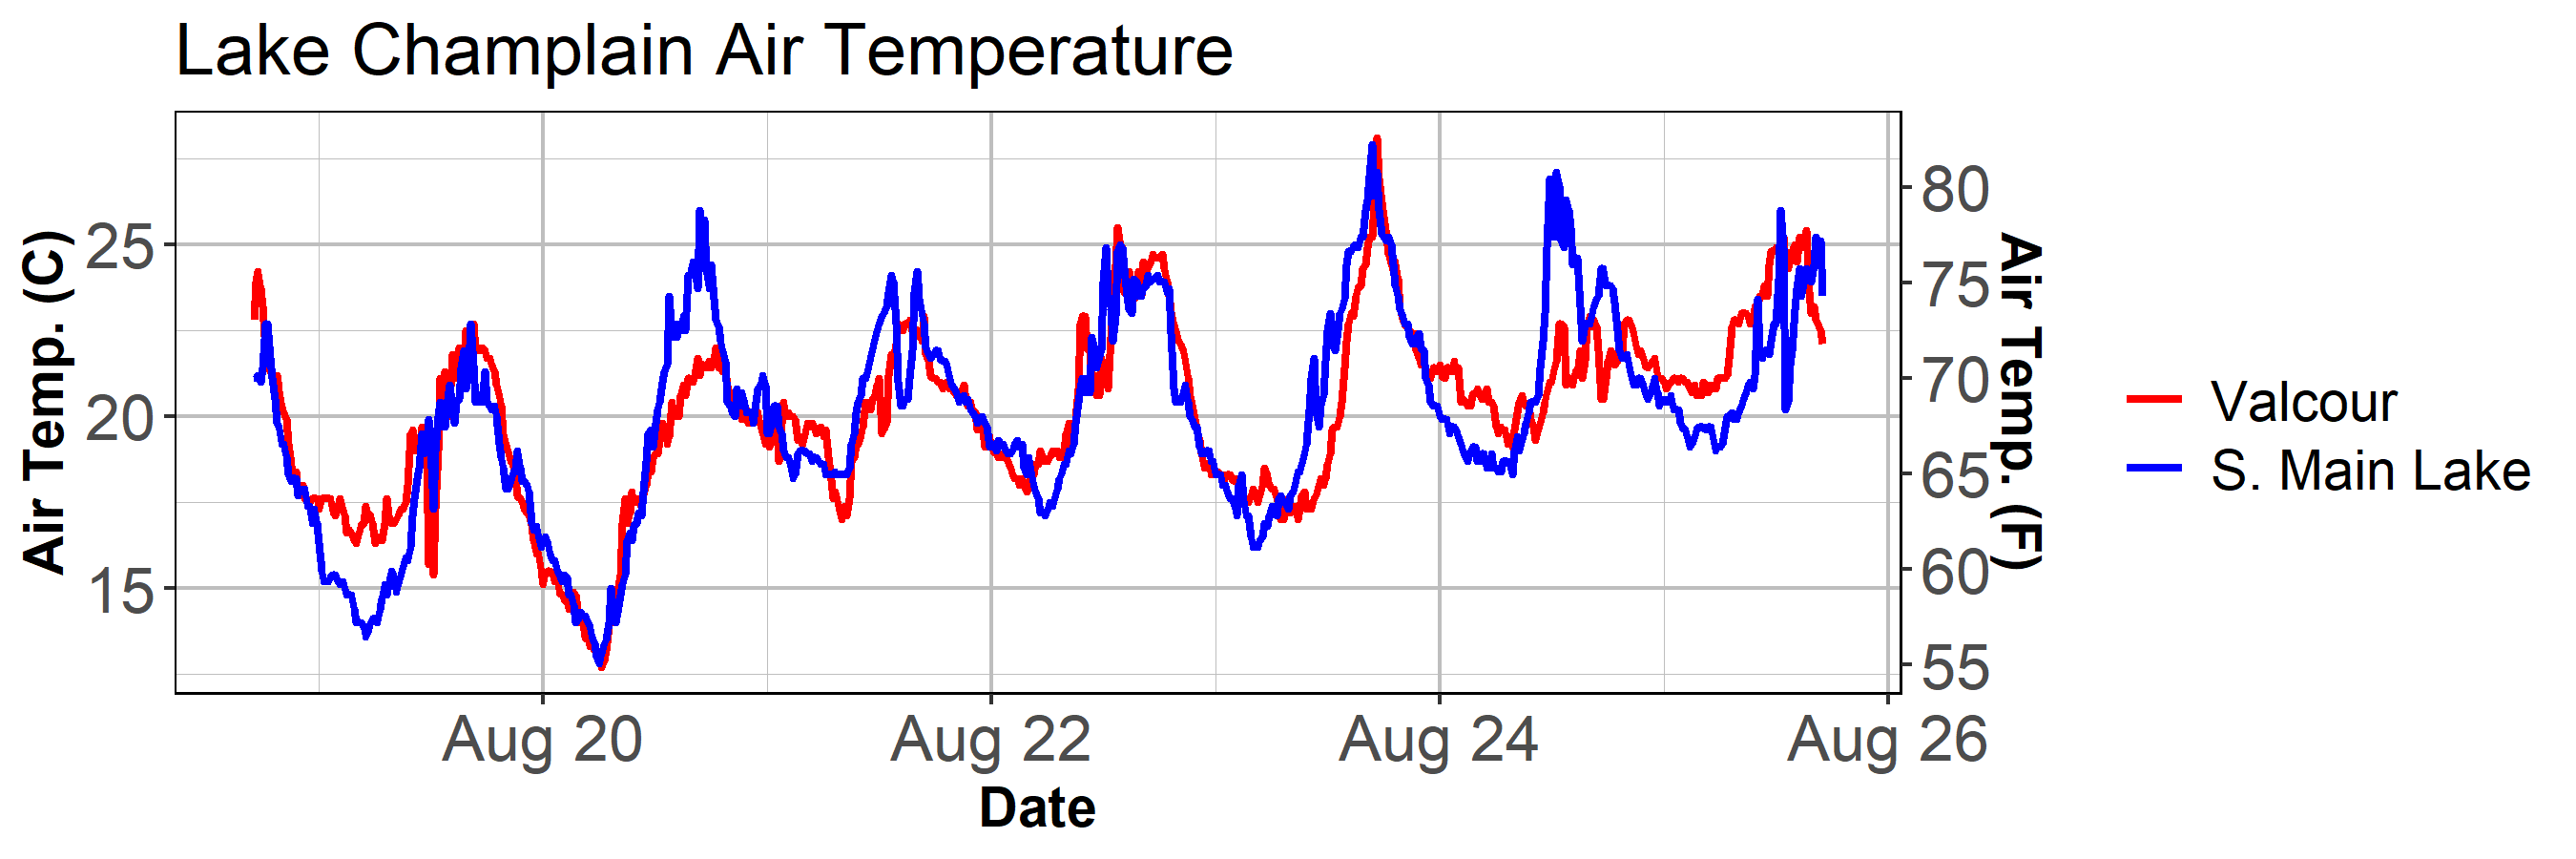 Lake Champlain Air Temperature
Air Temp. (C)
25
20
15
80
75
70
65
60
55
Air Temp. (F)
Aug 20
Aug 22
Aug 24
Aug 26
Date
Valcour
S. Main Lake